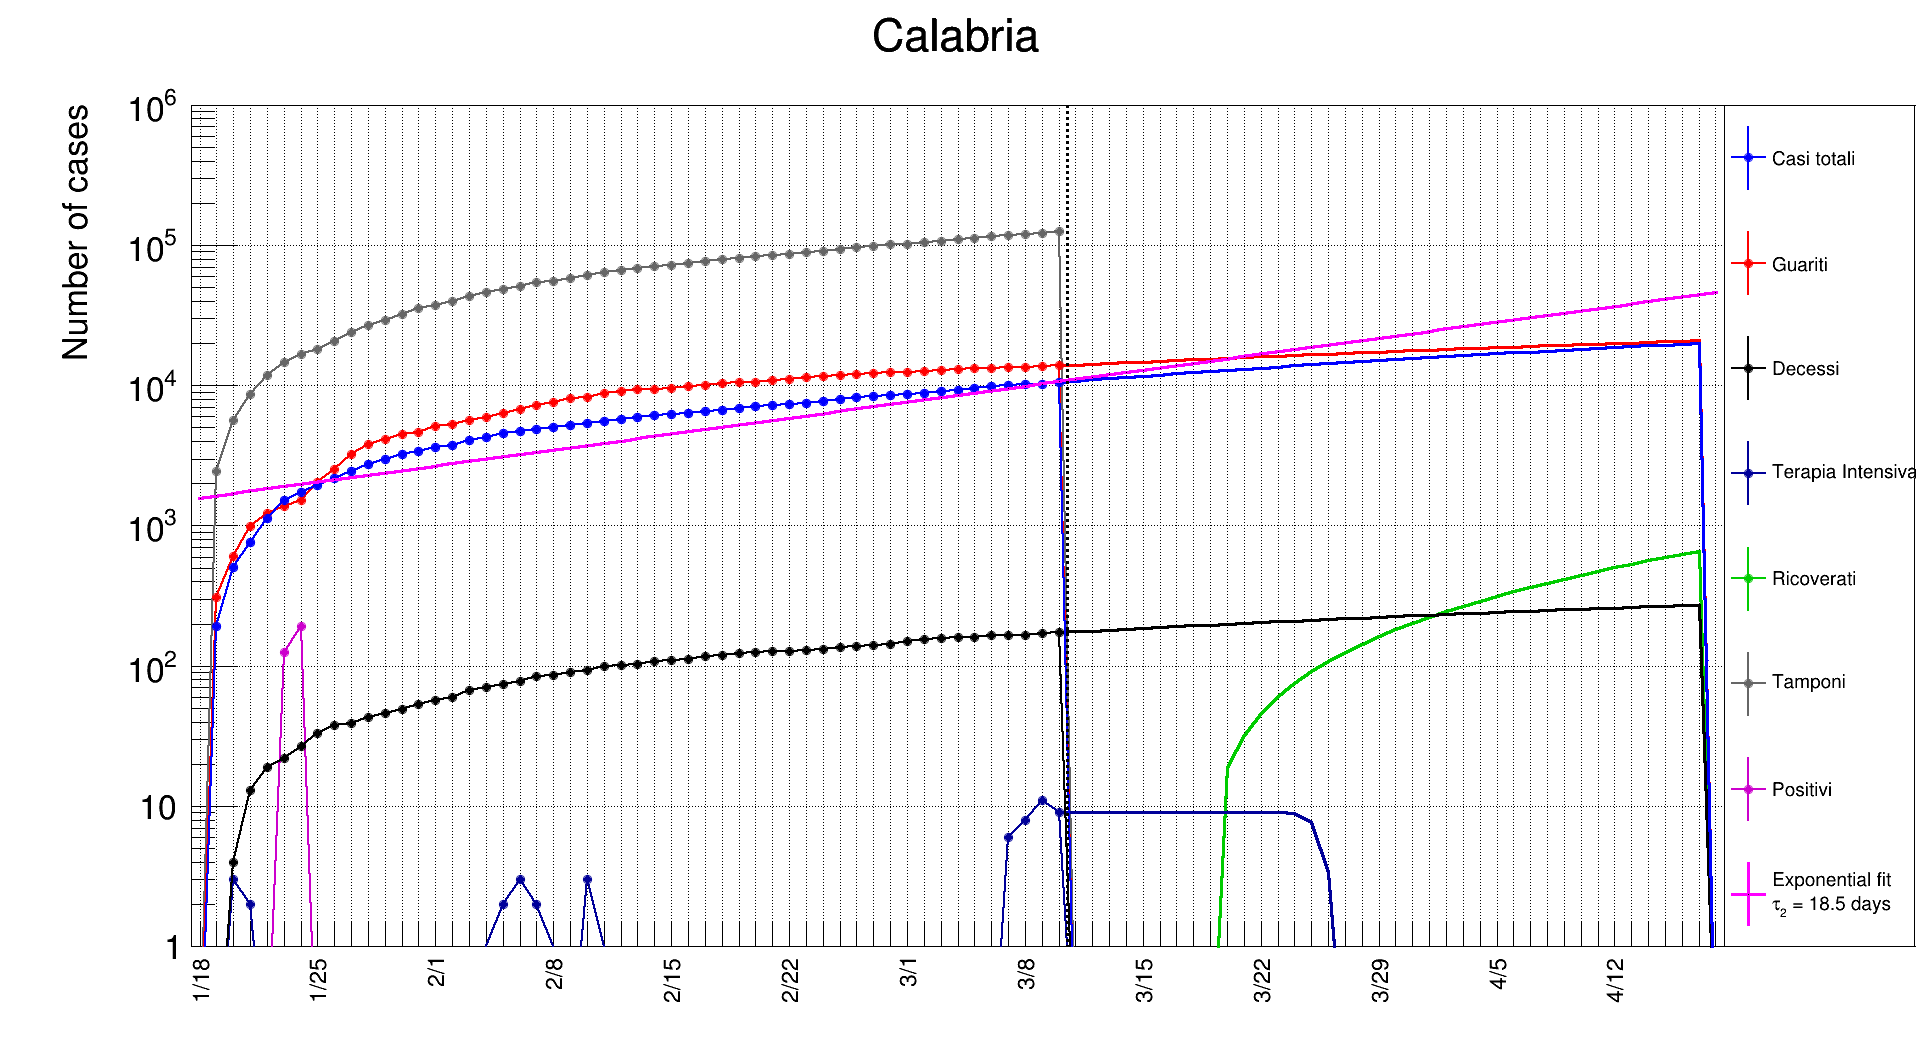 Calabria
Number of cases
10^6
10^5
10^4
10^3
10^2
10
1
1/18
1/25
2/1
2/8
2/15
2/22
3/1
3/8
3/15
3/22
3/29
4/5
4/12
Casi totali
Guariti
Decessi
Terapia Intensiva
Ricoverati
Tamponi
Positivi
Exponential fit
τ₂ = 18.5 days